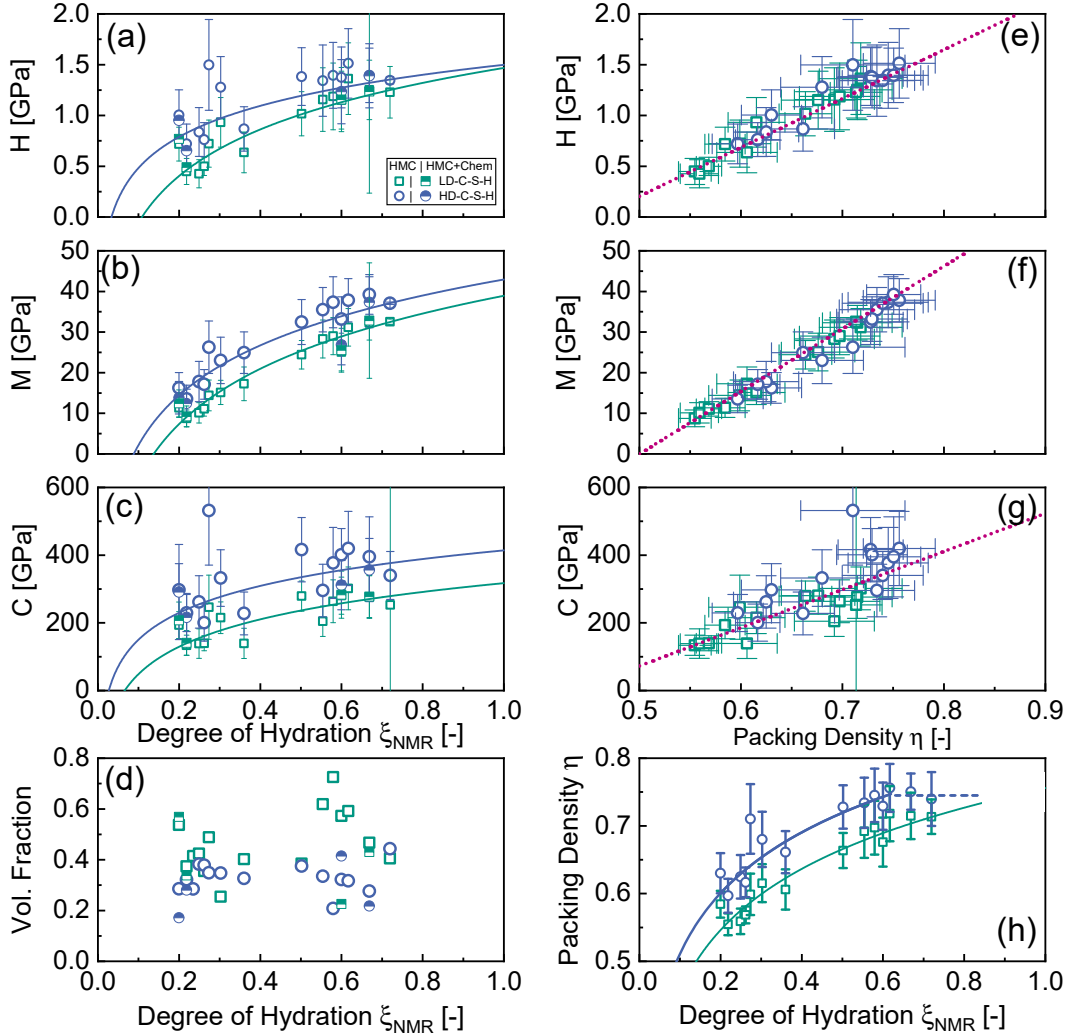 (a)
H [GPa]
2.0
1.5
1.0
0.5
0.0
HMC | HMC+Chem
| LD-C-S-H
| HD-C-S-H
(b)
M [GPa]
50
40
30
20
10
0
(c)
C [GPa]
600
400
200
0
0.0 0.2 0.4 0.6 0.8 1.0
Degree of Hydration ξNMR [-]
(d)
Vol. Fraction
0.8
0.6
0.4
0.2
0.0
0.0 0.2 0.4 0.6 0.8 1.0
Degree of Hydration ξNMR [-]
(e)
H [GPa]
2.0
1.5
1.0
0.5
0.0
(f)
M [GPa]
50
40
30
20
10
0
(g)
C [GPa]
600
400
200
0
0.5 0.6 0.7 0.8 0.9
Packing Density η [-]
(h)
Packing Density η
0.8
0.7
0.6
0.5
0.0 0.2 0.4 0.6 0.8 1.0
Degree of Hydration ξNMR [-]